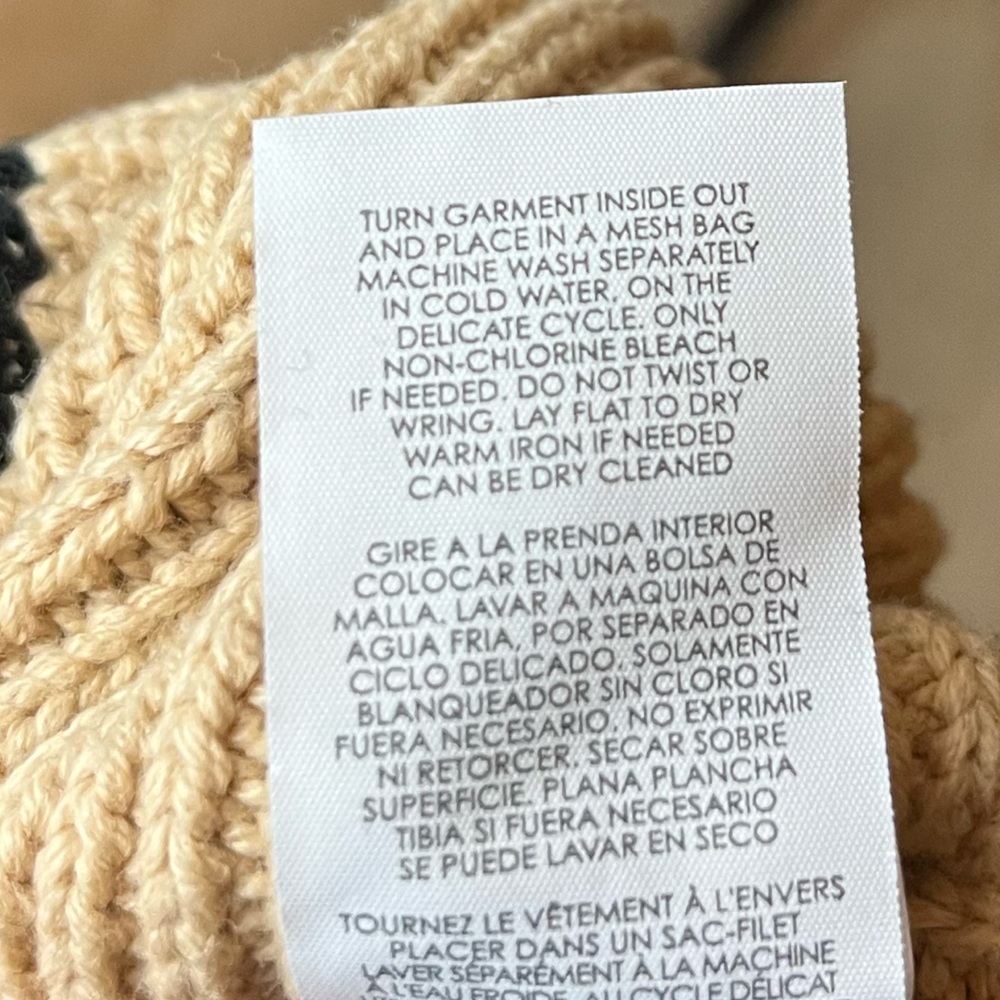 TURN GARMENT INSIDE OUT
AND PLACE IN A MESH BAG
MACHINE WASH SEPARATELY
IN COLD WATER, ON THE
DELICATE CYCLE. ONLY
NON-CHLORINE BLEACH
IF NEEDED. DO NOT TWIST OR
WRING. LAY FLAT TO DRY
WARM IRON IF NEEDED
CAN BE DRY CLEANED
GIRE A LA PRENDA INTERIOR
COLOCAR EN UNA BOLSA DE
MALLA. LAVAR A MAQUINA CON
AGUA FRIA, POR SEPARADO EN
CICLO DELICADO. SOLAMENTE
BLANQUEADOR SIN CLORO SI
FUERA NECESARIO. NO EXPRIMIR
NI RETORCER. SECAR SOBRE
SUPERFICIE. PLANA PLANCHA
TIBIA SI FUERA NECESARIO
SE PUEDE LAVAR EN SECO
TOURNEZ LE VÊTEMENT À L'ENVERS
PLACER DANS UN SAC-FILET
LAVER SÉPARÉMENT À LA MACHINE
À L'EAU FROIDE, AU CYCLE DÉLICAT